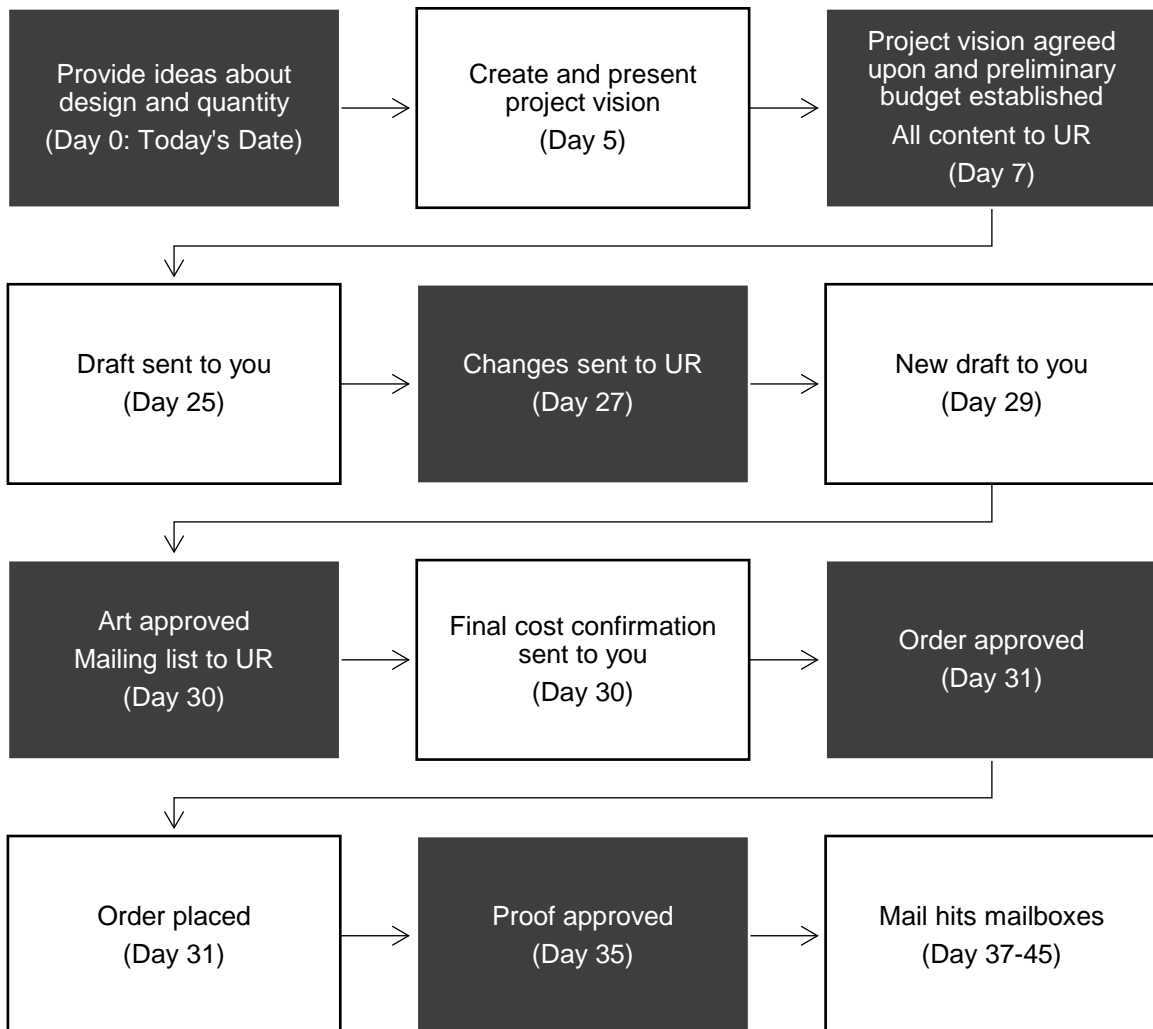 Provide ideas about
design and quantity
(Day 0: Today's Date)
Create and present
project vision
(Day 5)
Project vision agreed
upon and preliminary
budget established
All content to UR
(Day 7)
Draft sent to you
(Day 25)
Changes sent to UR
(Day 27)
New draft to you
(Day 29)
Art approved
Mailing list to UR
(Day 30)
Final cost confirmation
sent to you
(Day 30)
Order approved
(Day 31)
Order placed
(Day 31)
Proof approved
(Day 35)
Mail hits mailboxes
(Day 37-45)